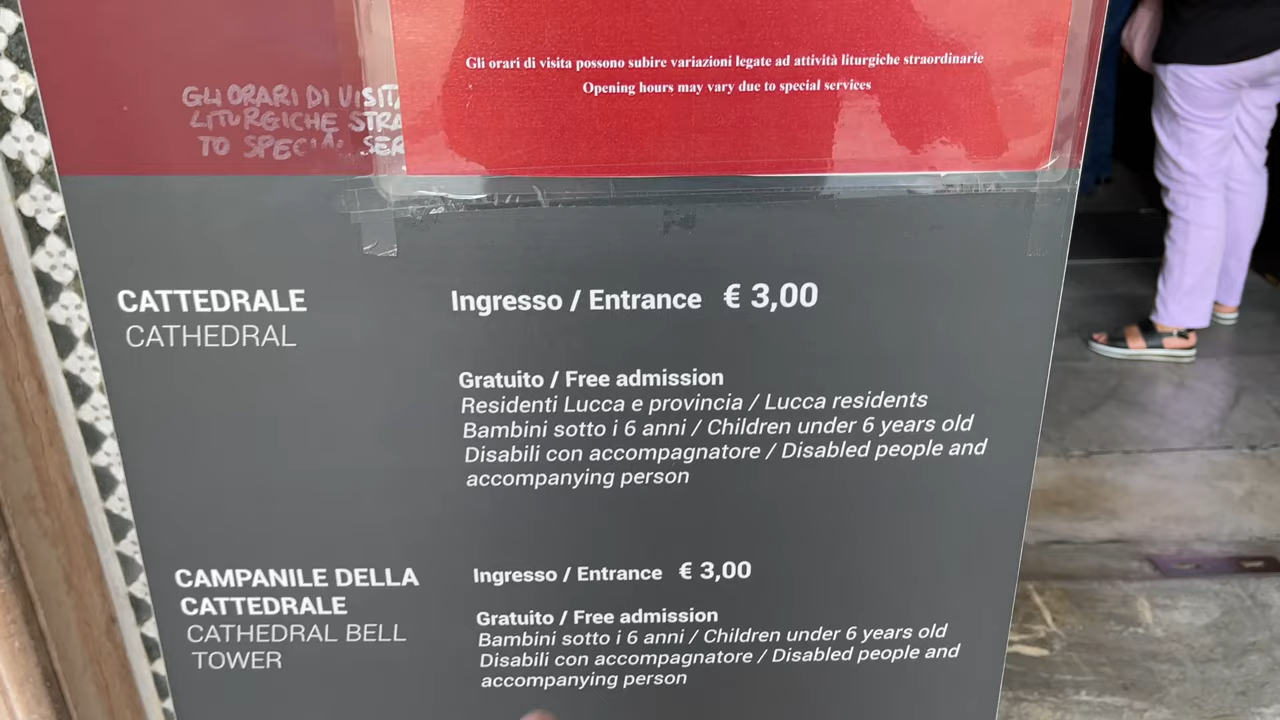 Gli orari di visita possono subire variazioni legate ad attività liturgiche straordinarie
Opening hours may vary due to special services
GLI ORARI DI VISIT
LITURGICHE STRA
TO SPECIAL SER
CATTEDRALE
CATHEDRAL
Ingresso / Entrance € 3,00
Gratuito / Free admission
Residenti Lucca e provincia / Lucca residents
Bambini sotto i 6 anni / Children under 6 years old
Disabili con accompagnatore / Disabled people and
accompanying person
CAMPANILE DELLA
CATTEDRALE
CATHEDRAL BELL
TOWER
Ingresso / Entrance € 3,00
Gratuito / Free admission
Bambini sotto i 6 anni / Children under 6 years old
Disabili con accompagnatore / Disabled people and
accompanying person